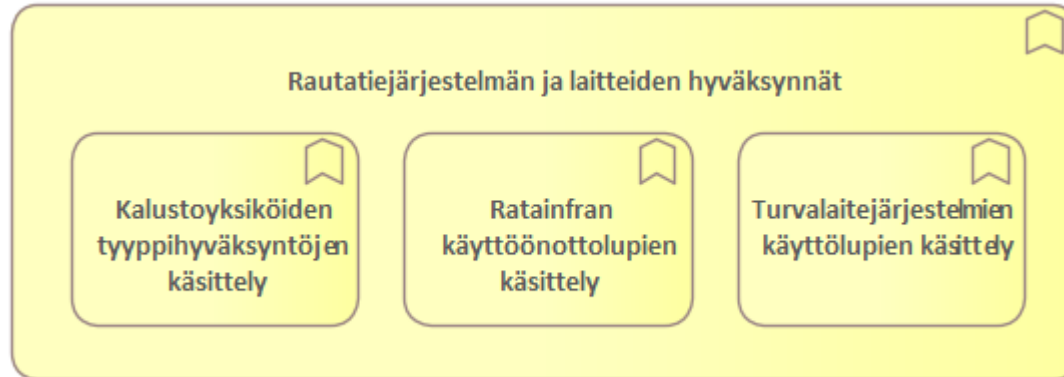 Rautatiejärjestelmän ja laitteiden hyväksynnät
Kalustoyksiköiden
tyyppihyväksyntöjen
käsittely
Ratainfran
käyttöönottolupien
käsittely
Turvalaitejärjestelmien
käyttölupien käsittely